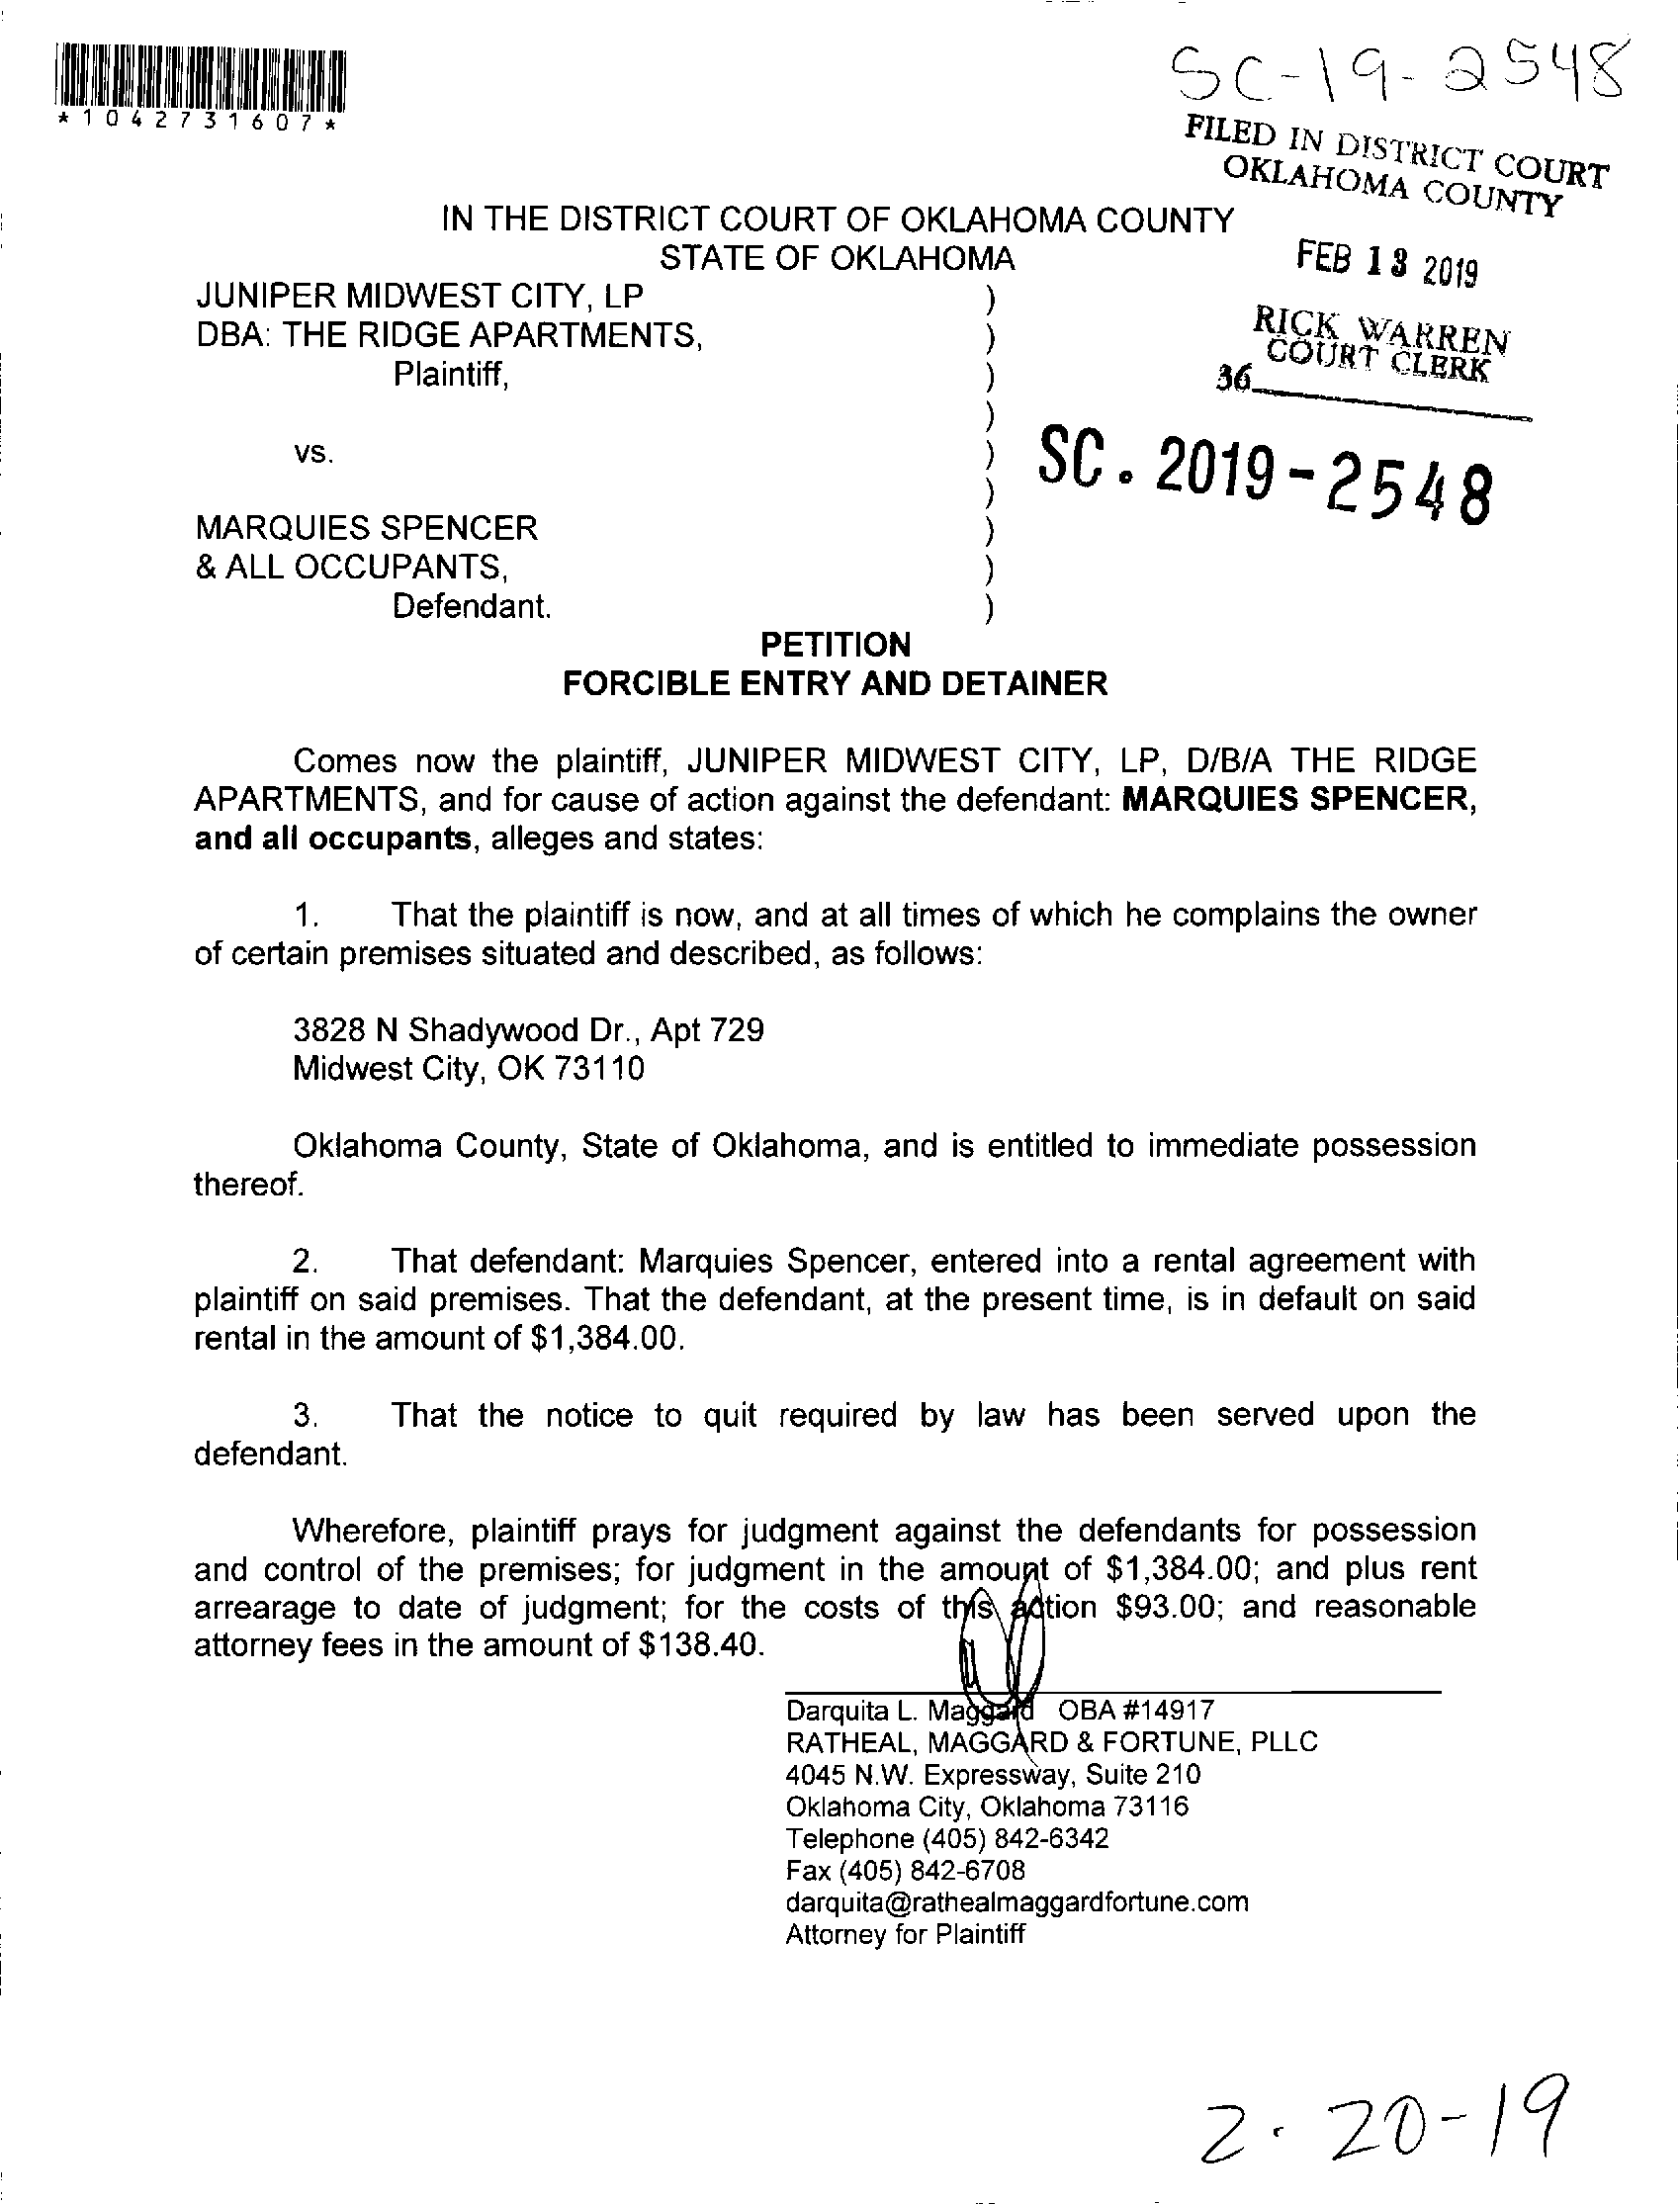 *1042731607*
SC-19-2548
FILED IN DISTRICT COURT
OKLAHOMA COUNTY
FEB 13 2019
RICK WARREN
COURT CLERK
36
SC. 2019-2548
IN THE DISTRICT COURT OF OKLAHOMA COUNTY
STATE OF OKLAHOMA
JUNIPER MIDWEST CITY, LP )
DBA: THE RIDGE APARTMENTS, )
Plaintiff, )
)
vs. )
)
MARQUIES SPENCER )
& ALL OCCUPANTS, )
Defendant. )
PETITION
FORCIBLE ENTRY AND DETAINER
Comes now the plaintiff, JUNIPER MIDWEST CITY, LP, D/B/A THE RIDGE
APARTMENTS, and for cause of action against the defendant: MARQUIES SPENCER,
and all occupants, alleges and states:
1. That the plaintiff is now, and at all times of which he complains the owner
of certain premises situated and described, as follows:
3828 N Shadywood Dr., Apt 729
Midwest City, OK 73110
Oklahoma County, State of Oklahoma, and is entitled to immediate possession
thereof.
2. That defendant: Marquies Spencer, entered into a rental agreement with
plaintiff on said premises. That the defendant, at the present time, is in default on said
rental in the amount of $1,384.00.
3. That the notice to quit required by law has been served upon the
defendant.
Wherefore, plaintiff prays for judgment against the defendants for possession
and control of the premises; for judgment in the amount of $1,384.00; and plus rent
arrearage to date of judgment; for the costs of this action $93.00; and reasonable
attorney fees in the amount of $138.40.
Darquita L. Maggard OBA #14917
RATHEAL, MAGGARD & FORTUNE, PLLC
4045 N.W. Expressway, Suite 210
Oklahoma City, Oklahoma 73116
Telephone (405) 842-6342
Fax (405) 842-6708
darquita@rathealmaggardfortune.com
Attorney for Plaintiff
2-20-19